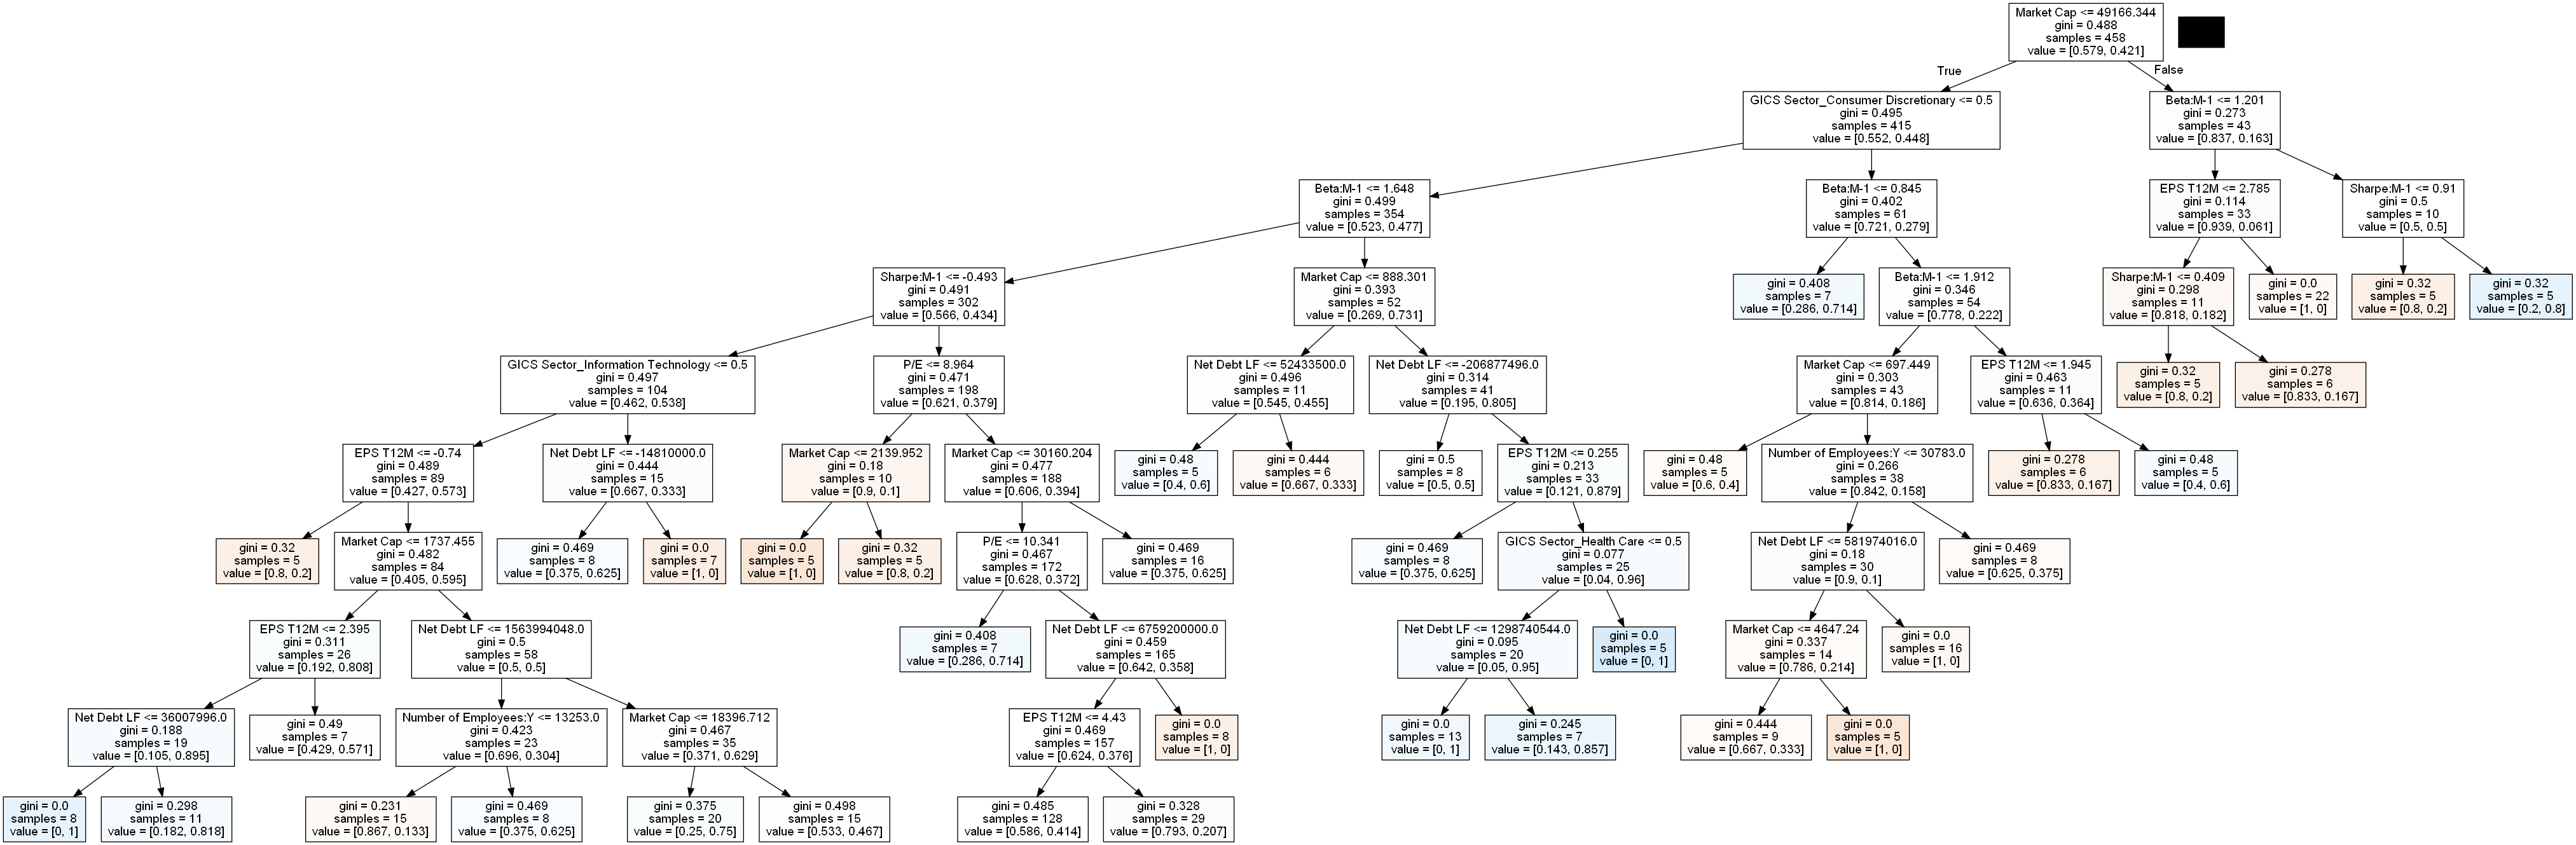 Market Cap <= 49166.344
gini = 0.488
samples = 458
value = [0.579, 0.421]
True
False
GICS Sector_Consumer Discretionary <= 0.5
gini = 0.495
samples = 415
value = [0.552, 0.448]
Beta:M-1 <= 1.201
gini = 0.273
samples = 43
value = [0.837, 0.163]
Beta:M-1 <= 1.648
gini = 0.499
samples = 354
value = [0.523, 0.477]
Beta:M-1 <= 0.845
gini = 0.402
samples = 61
value = [0.721, 0.279]
EPS T12M <= 2.785
gini = 0.114
samples = 33
value = [0.939, 0.061]
Sharpe:M-1 <= 0.91
gini = 0.5
samples = 10
value = [0.5, 0.5]
Sharpe:M-1 <= -0.493
gini = 0.491
samples = 302
value = [0.566, 0.434]
Market Cap <= 888.301
gini = 0.393
samples = 52
value = [0.269, 0.731]
gini = 0.408
samples = 7
value = [0.286, 0.714]
Beta:M-1 <= 1.912
gini = 0.346
samples = 54
value = [0.778, 0.222]
Sharpe:M-1 <= 0.409
gini = 0.298
samples = 11
value = [0.818, 0.182]
gini = 0.0
samples = 22
value = [1, 0]
gini = 0.32
samples = 5
value = [0.8, 0.2]
gini = 0.32
samples = 5
value = [0.2, 0.8]
GICS Sector_Information Technology <= 0.5
gini = 0.497
samples = 104
value = [0.462, 0.538]
P/E <= 8.964
gini = 0.471
samples = 198
value = [0.621, 0.379]
Net Debt LF <= 52433500.0
gini = 0.496
samples = 11
value = [0.545, 0.455]
Net Debt LF <= -206877496.0
gini = 0.314
samples = 41
value = [0.195, 0.805]
Market Cap <= 697.449
gini = 0.303
samples = 43
value = [0.814, 0.186]
EPS T12M <= 1.945
gini = 0.463
samples = 11
value = [0.636, 0.364]
gini = 0.32
samples = 5
value = [0.8, 0.2]
gini = 0.278
samples = 6
value = [0.833, 0.167]
EPS T12M <= -0.74
gini = 0.489
samples = 89
value = [0.427, 0.573]
Net Debt LF <= -14810000.0
gini = 0.444
samples = 15
value = [0.667, 0.333]
Market Cap <= 2139.952
gini = 0.18
samples = 10
value = [0.9, 0.1]
Market Cap <= 30160.204
gini = 0.477
samples = 188
value = [0.606, 0.394]
gini = 0.48
samples = 5
value = [0.4, 0.6]
gini = 0.444
samples = 6
value = [0.667, 0.333]
gini = 0.5
samples = 8
value = [0.5, 0.5]
EPS T12M <= 0.255
gini = 0.213
samples = 33
value = [0.121, 0.879]
gini = 0.48
samples = 5
value = [0.6, 0.4]
Number of Employees:Y <= 30783.0
gini = 0.266
samples = 38
value = [0.842, 0.158]
gini = 0.278
samples = 6
value = [0.833, 0.167]
gini = 0.48
samples = 5
value = [0.4, 0.6]
gini = 0.32
samples = 5
value = [0.8, 0.2]
Market Cap <= 1737.455
gini = 0.482
samples = 84
value = [0.405, 0.595]
gini = 0.469
samples = 8
value = [0.375, 0.625]
gini = 0.0
samples = 7
value = [1, 0]
gini = 0.0
samples = 5
value = [1, 0]
gini = 0.32
samples = 5
value = [0.8, 0.2]
P/E <= 10.341
gini = 0.467
samples = 172
value = [0.628, 0.372]
gini = 0.469
samples = 16
value = [0.375, 0.625]
gini = 0.469
samples = 8
value = [0.375, 0.625]
GICS Sector_Health Care <= 0.5
gini = 0.077
samples = 25
value = [0.04, 0.96]
Net Debt LF <= 581974016.0
gini = 0.18
samples = 30
value = [0.9, 0.1]
gini = 0.469
samples = 8
value = [0.625, 0.375]
EPS T12M <= 2.395
gini = 0.311
samples = 26
value = [0.192, 0.808]
Net Debt LF <= 1563994048.0
gini = 0.5
samples = 58
value = [0.5, 0.5]
gini = 0.408
samples = 7
value = [0.286, 0.714]
Net Debt LF <= 6759200000.0
gini = 0.459
samples = 165
value = [0.642, 0.358]
Net Debt LF <= 1298740544.0
gini = 0.095
samples = 20
value = [0.05, 0.95]
gini = 0.0
samples = 5
value = [0, 1]
Market Cap <= 4647.24
gini = 0.337
samples = 14
value = [0.786, 0.214]
gini = 0.0
samples = 16
value = [1, 0]
Net Debt LF <= 36007996.0
gini = 0.188
samples = 19
value = [0.105, 0.895]
gini = 0.49
samples = 7
value = [0.429, 0.571]
Number of Employees:Y <= 13253.0
gini = 0.423
samples = 23
value = [0.696, 0.304]
Market Cap <= 18396.712
gini = 0.467
samples = 35
value = [0.371, 0.629]
EPS T12M <= 4.43
gini = 0.469
samples = 157
value = [0.624, 0.376]
gini = 0.0
samples = 8
value = [1, 0]
gini = 0.0
samples = 13
value = [0, 1]
gini = 0.245
samples = 7
value = [0.143, 0.857]
gini = 0.444
samples = 9
value = [0.667, 0.333]
gini = 0.0
samples = 5
value = [1, 0]
gini = 0.0
samples = 8
value = [0, 1]
gini = 0.298
samples = 11
value = [0.182, 0.818]
gini = 0.231
samples = 15
value = [0.867, 0.133]
gini = 0.469
samples = 8
value = [0.375, 0.625]
gini = 0.375
samples = 20
value = [0.25, 0.75]
gini = 0.498
samples = 15
value = [0.533, 0.467]
gini = 0.485
samples = 128
value = [0.586, 0.414]
gini = 0.328
samples = 29
value = [0.793, 0.207]